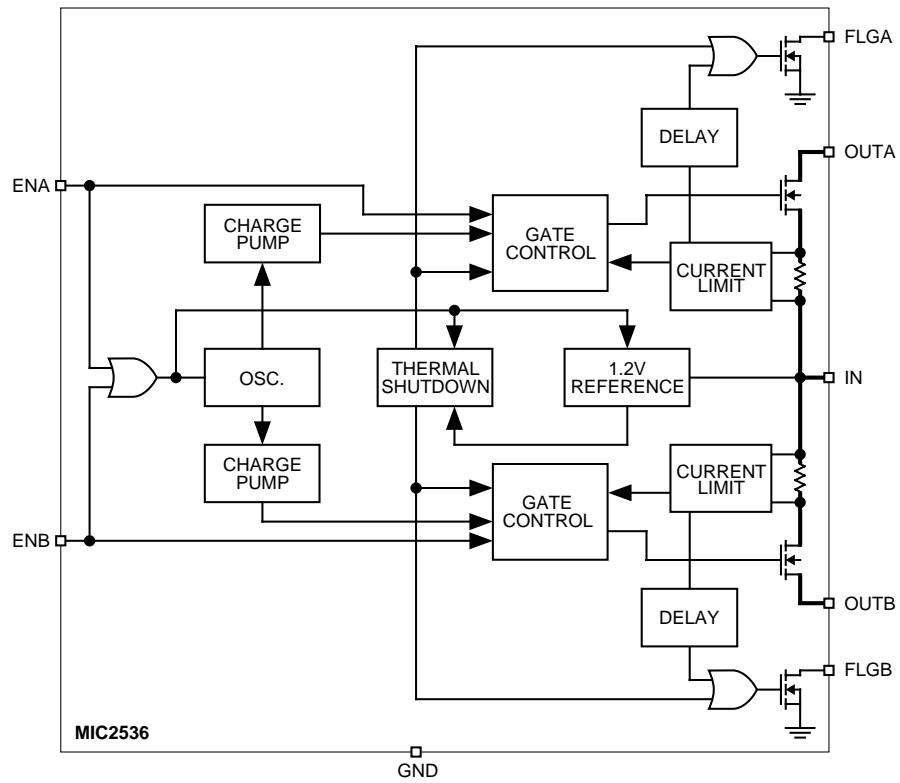 FLGA
DELAY
OUTA
ENA
CHARGE
PUMP
GATE
CONTROL
CURRENT
LIMIT
OSC.
THERMAL
SHUTDOWN
1.2V
REFERENCE
IN
CHARGE
PUMP
GATE
CONTROL
CURRENT
LIMIT
ENB
DELAY
OUTB
FLGB
MIC2536
GND